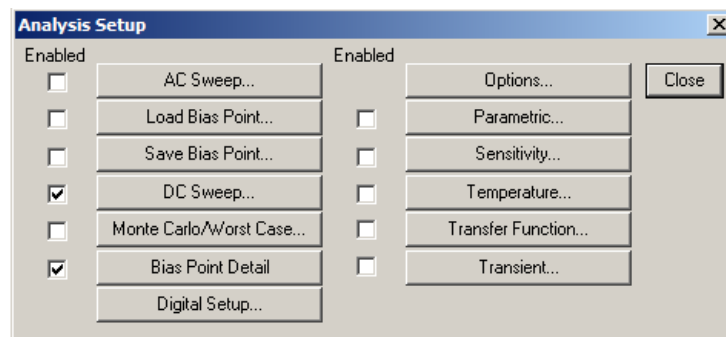 Analysis Setup
Enabled
AC Sweep...
Load Bias Point...
Save Bias Point...
DC Sweep...
Monte Carlo/Worst Case...
Bias Point Detail
Digital Setup...
Enabled
Options...
Parametric...
Sensitivity...
Temperature...
Transfer Function...
Transient...
Close